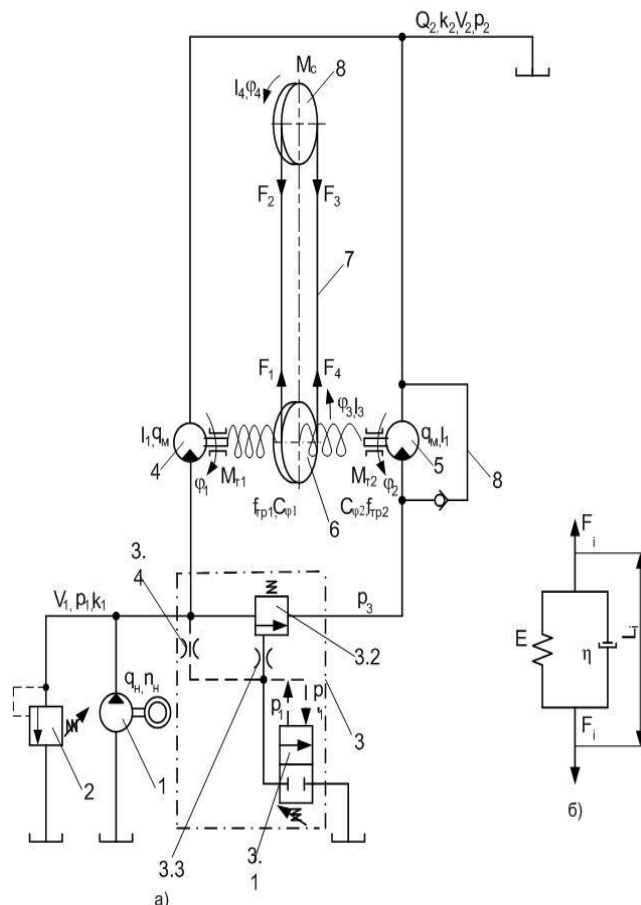 Q₂,k₂,V₂,p₂
Mс
8
I₄,φ₄
F₂
F₃
7
F₁
F₄
φ₃,I₃
I₁,qм
4
qм,I₁
5
φ₁
Mт1
Mт2
φ₂
8
fтр1,Cφ1
6
Cφ2,fтр2
3.
4
V₁, p₁,k₁
p₃
3.2
qн,nн
p₁
3
2
1
3.3
3.
1
а)
Fi
E
η
Fi
б)